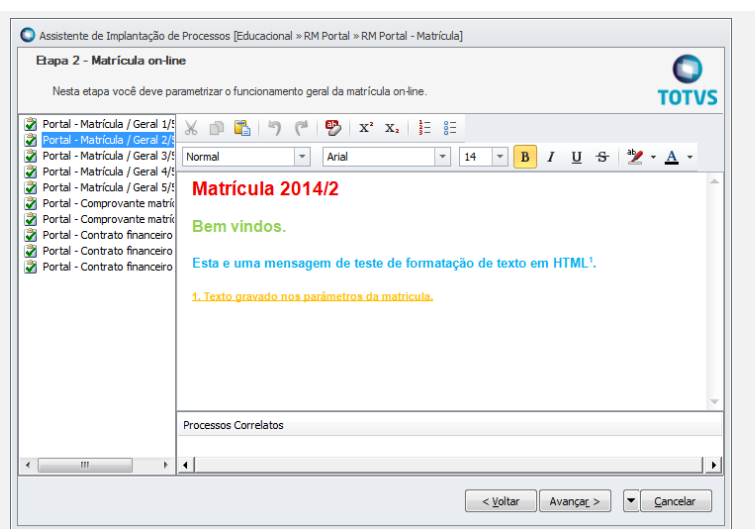 Assistente de Implantação de Processos [Educacional » RM Portal » RM Portal - Matrícula]
Etapa 2 - Matrícula on-line
Nesta etapa você deve parametrizar o funcionamento geral da matrícula on-line.
TOTVS
Portal - Matrícula / Geral 1/5
Portal - Matrícula / Geral 2/5
Portal - Matrícula / Geral 3/5
Portal - Matrícula / Geral 4/5
Portal - Matrícula / Geral 5/5
Portal - Comprovante matríc
Portal - Comprovante matríc
Portal - Contrato financeiro
Portal - Contrato financeiro
Portal - Contrato financeiro
X² X₂
Normal Arial 14 B I U S ab A
Matrícula 2014/2
Bem vindos.
Esta e uma mensagem de teste de formatação de texto em HTML¹.
1. Texto gravado nos parâmetros da matricula.
Processos Correlatos
< Voltar Avançar > Cancelar